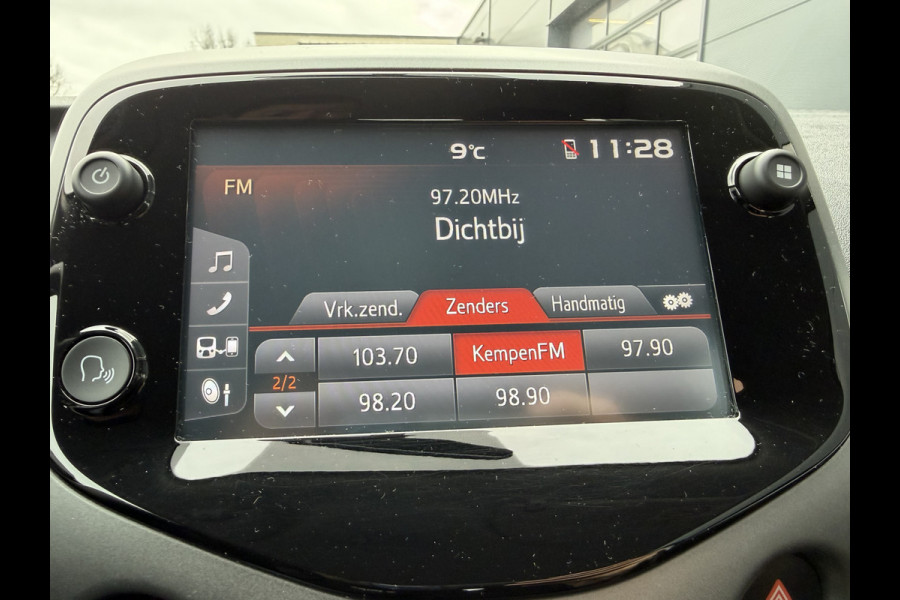 9°c 11:28
FM
97.20MHz
Dichtbij
Vrk.zend. Zenders Handmatig
103.70 KempenFM 97.90
2/2
98.20 98.90